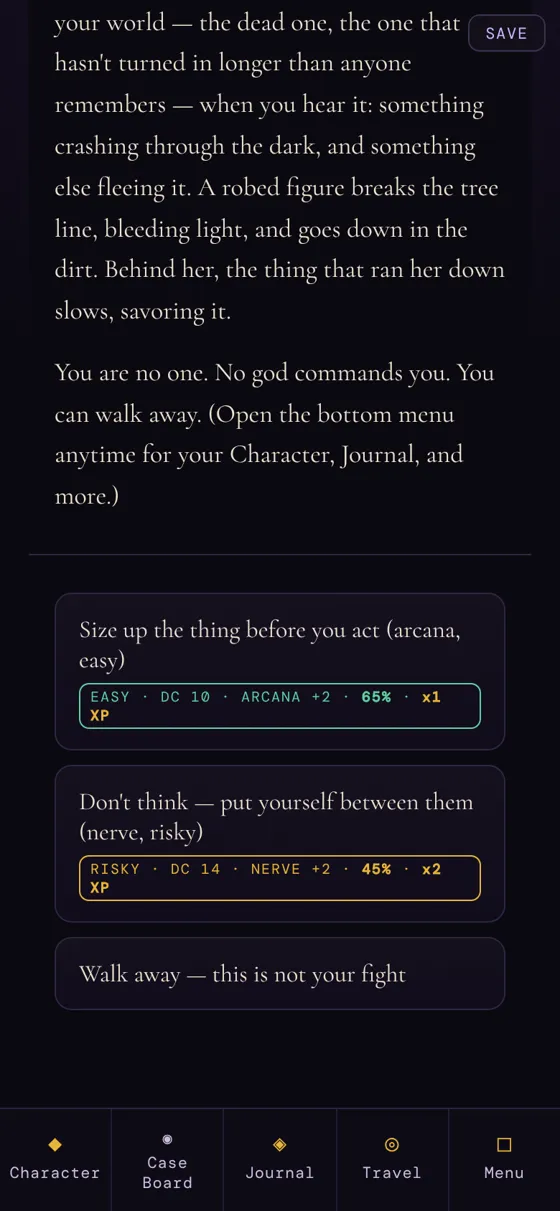 your world — the dead one, the one that
SAVE
hasn't turned in longer than anyone
remembers — when you hear it: something
crashing through the dark, and something
else fleeing it. A robed figure breaks the tree
line, bleeding light, and goes down in the
dirt. Behind her, the thing that ran her down
slows, savoring it.
You are no one. No god commands you. You
can walk away. (Open the bottom menu
anytime for your Character, Journal, and
more.)
Size up the thing before you act (arcana,
easy)
EASY · DC 10 · ARCANA +2 · 65% · x1
XP
Don't think — put yourself between them
(nerve, risky)
RISKY · DC 14 · NERVE +2 · 45% · x2
XP
Walk away — this is not your fight
Character
Case
Board
Journal
Travel
Menu